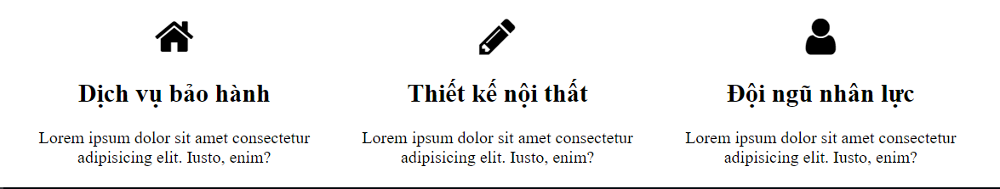 Dịch vụ bảo hành
Lorem ipsum dolor sit amet consectetur
adipisicing elit. Iusto, enim?
Thiết kế nội thất
Lorem ipsum dolor sit amet consectetur
adipisicing elit. Iusto, enim?
Đội ngũ nhân lực
Lorem ipsum dolor sit amet consectetur
adipisicing elit. Iusto, enim?